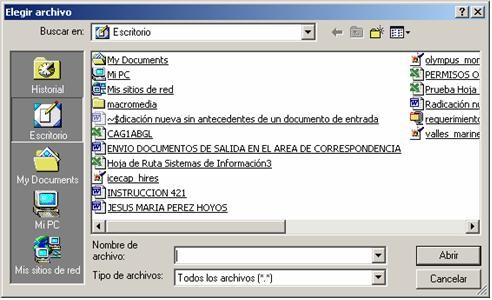 Elegir archivo
Buscar en: Escritorio
Historial
Escritorio
My Documents
Mi PC
Mis sitios de red
My Documents
Mi PC
Mis sitios de red
macromedia
~$dicación nueva sin antecedentes de un documento de entrada
CAG1ABGL
ENVIO DOCUMENTOS DE SALIDA EN EL AREA DE CORRESPONDENCIA
Hoja de Ruta Sistemas de Información3
icecap_hires
INSTRUCCION 421
JESUS MARIA PEREZ HOYOS
olympus_mor
PERMISOS O
Prueba Hoja
Radicación nu
requerimiento
valles_marine
Nombre de archivo:
Abrir
Tipo de archivos: Todos los archivos (*.*)
Cancelar